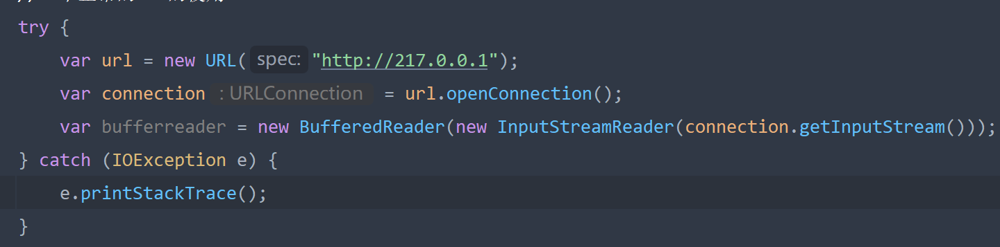 try {
    var url = new URL( spec: "http://217.0.0.1");
    var connection : URLConnection = url.openConnection();
    var bufferreader = new BufferedReader(new InputStreamReader(connection.getInputStream()));
} catch (IOException e) {
    e.printStackTrace();
}